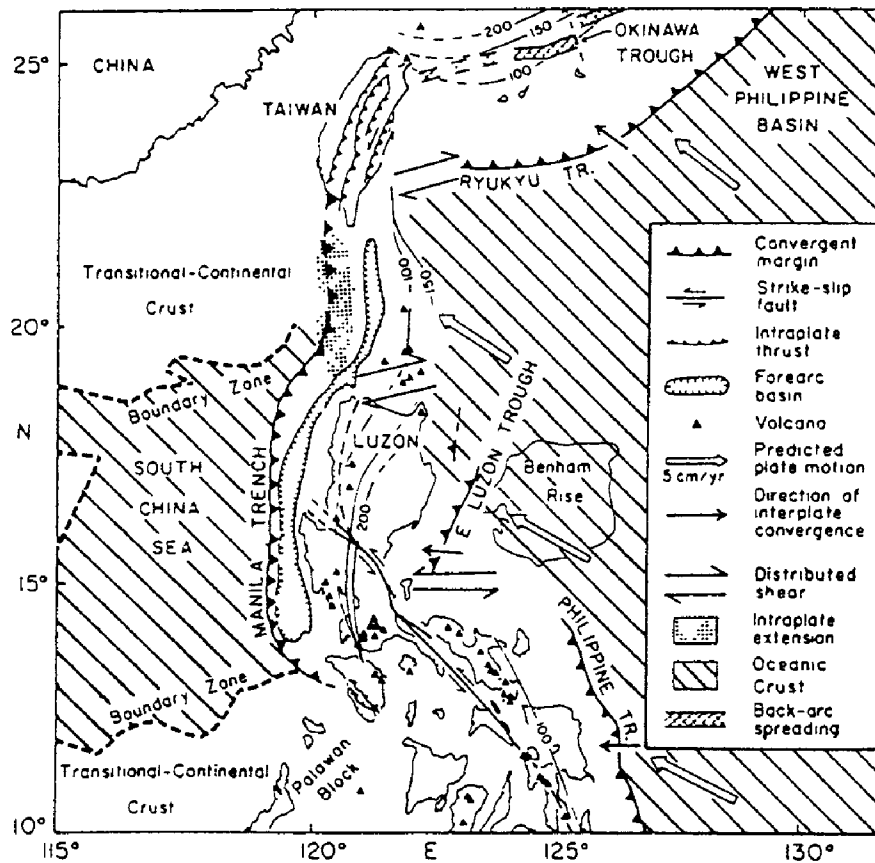 25°
CHINA
TAIWAN
200
150
100
OKINAWA
TROUGH
WEST
PHILIPPINE
BASIN
RYUKYU TR.
Transitional-Continental
Crust
20°
-100-
-150-
Boundary Zone
N
SOUTH
CHINA
SEA
MANILA TRENCH
LUZON
200
E LUZON TROUGH
Benham
Rise
15°
PHILIPPINE TR.
Boundary Zone
Transitional-Continental
Crust
Palawan
Block
100?
10°
115°
120°
E
125°
130°
Convergent
margin
Strike-slip
fault
Intraplate
thrust
Forearc
basin
Volcano
Predicted
plate motion
5 cm/yr
Direction of
interplate
convergence
Distributed
shear
Intraplate
extension
Oceanic
Crust
Back-arc
spreading